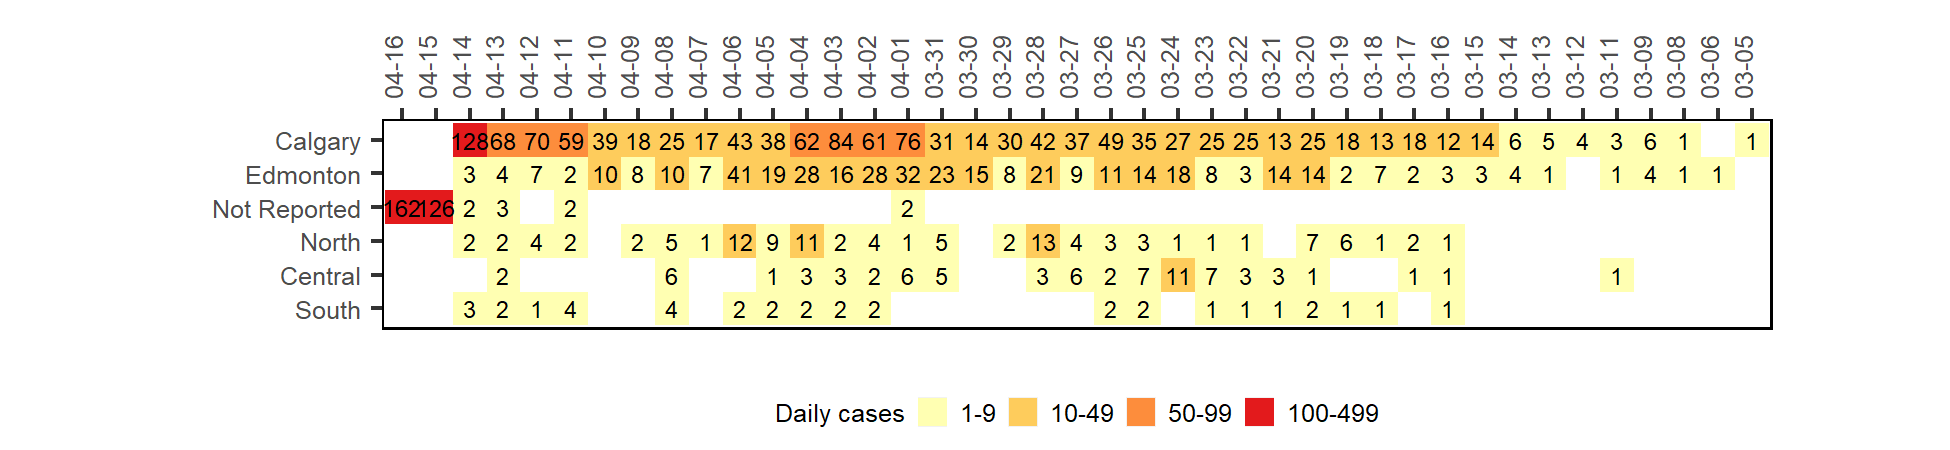 04-16 04-15 04-14 04-13 04-12 04-11 04-10 04-09 04-08 04-07 04-06 04-05 04-04 04-03 04-02 04-01 03-31 03-30 03-29 03-28 03-27 03-26 03-25 03-24 03-23 03-22 03-21 03-20 03-19 03-18 03-17 03-16 03-15 03-14 03-13 03-12 03-11 03-09 03-08 03-06 03-05
Calgary 128 68 70 59 39 18 25 17 43 38 62 84 61 76 31 14 30 42 37 49 35 27 25 25 13 25 18 13 18 12 14 6 5 4 3 6 1 1
Edmonton 3 4 7 2 10 8 10 7 41 19 28 16 28 32 23 15 8 21 9 11 14 18 8 3 14 14 2 7 2 3 3 4 1 1 4 1 1
Not Reported 162 126 2 3 2 2
North 2 2 4 2 2 5 1 12 9 11 2 4 1 5 2 13 4 3 3 1 1 1 7 6 1 2 1
Central 2 6 1 3 3 2 6 5 3 6 2 7 11 7 3 3 1 1 1 1
South 3 2 1 4 4 2 2 2 2 2 2 2 1 1 1 2 1 1 1
Daily cases 1-9 10-49 50-99 100-499